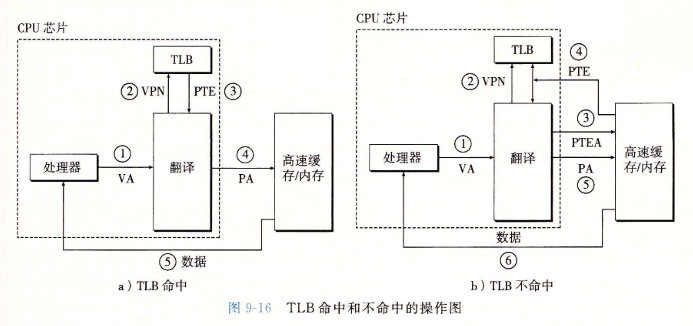 CPU 芯片
TLB
② VPN
PTE ③
处理器
①
VA
翻译
④
PA
高速缓
存/内存
⑤ 数据
a）TLB 命中
CPU 芯片
TLB
④
PTE
② VPN
处理器
①
VA
翻译
③
PTEA
PA
⑤
高速缓
存/内存
数据
⑥
b）TLB 不命中
图 9-16 TLB 命中和不命中的操作图